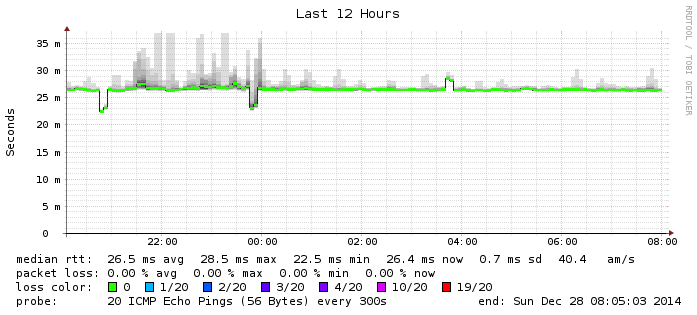 Last 12 Hours
RRDTOOL / TOBI OETIKER
Seconds
35 m
30 m
25 m
20 m
15 m
10 m
5 m
0
22:00 00:00 02:00 04:00 06:00 08:00
median rtt: 26.5 ms avg 28.5 ms max 22.5 ms min 26.4 ms now 0.7 ms sd 40.4 am/s
packet loss: 0.00 % avg 0.00 % max 0.00 % min 0.00 % now
loss color: 0 1/20 2/20 3/20 4/20 10/20 19/20
probe: 20 ICMP Echo Pings (56 Bytes) every 300s end: Sun Dec 28 08:05:03 2014